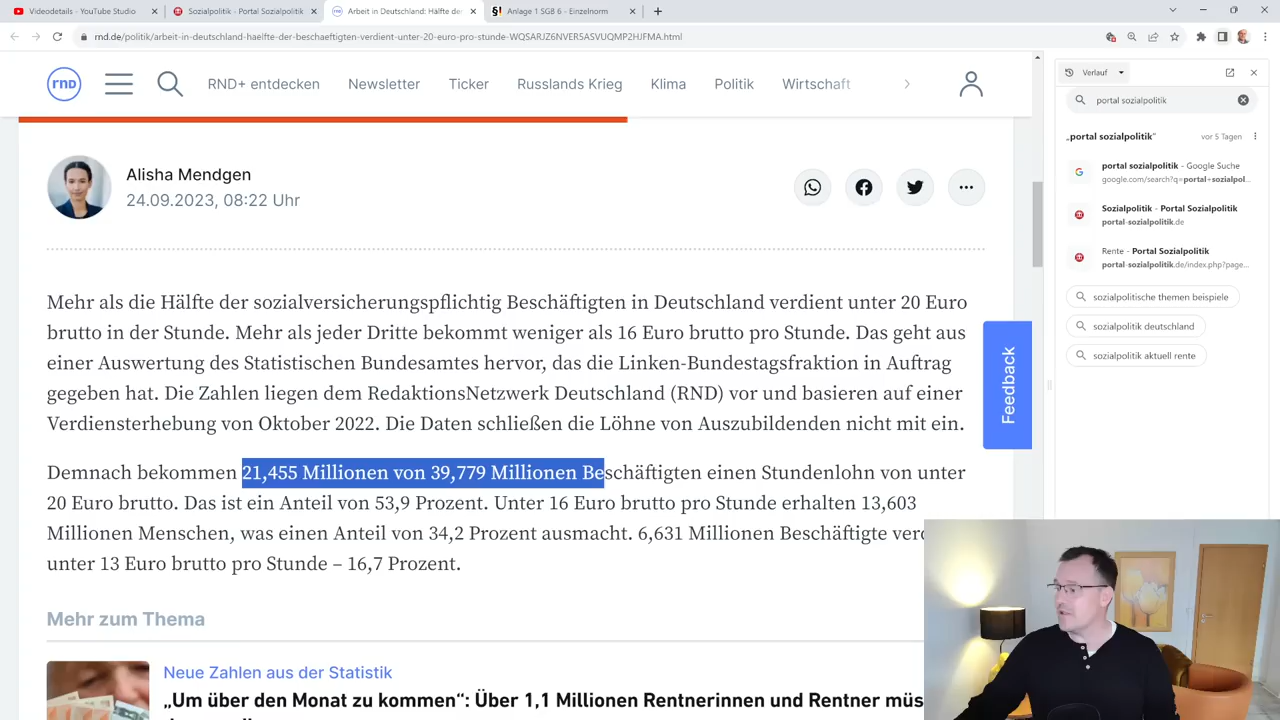 Videodetails - YouTube Studio
Sozialpolitik - Portal Sozialpolitik
Arbeit in Deutschland: Hälfte der
Anlage 1 SGB 6 - Einzelnorm
rnd.de/politik/arbeit-in-deutschland-haelfte-der-beschaeftigten-verdient-unter-20-euro-pro-stunde-WQSARJZ6NVER5ASVUQMP2HJFMA.html
rnd
RND+ entdecken
Newsletter
Ticker
Russlands Krieg
Klima
Politik
Wirtschaft
Alisha Mendgen
24.09.2023, 08:22 Uhr
Mehr als die Hälfte der sozialversicherungspflichtig Beschäftigten in Deutschland verdient unter 20 Euro
brutto in der Stunde. Mehr als jeder Dritte bekommt weniger als 16 Euro brutto pro Stunde. Das geht aus
einer Auswertung des Statistischen Bundesamtes hervor, das die Linken-Bundestagsfraktion in Auftrag
gegeben hat. Die Zahlen liegen dem RedaktionsNetzwerk Deutschland (RND) vor und basieren auf einer
Verdiensterhebung von Oktober 2022. Die Daten schließen die Löhne von Auszubildenden nicht mit ein.
Demnach bekommen 21,455 Millionen von 39,779 Millionen Beschäftigten einen Stundenlohn von unter
20 Euro brutto. Das ist ein Anteil von 53,9 Prozent. Unter 16 Euro brutto pro Stunde erhalten 13,603
Millionen Menschen, was einen Anteil von 34,2 Prozent ausmacht. 6,631 Millionen Beschäftigte
unter 13 Euro brutto pro Stunde – 16,7 Prozent.
Mehr zum Thema
Neue Zahlen aus der Statistik
„Um über den Monat zu kommen“: Über 1,1 Millionen Rentnerinnen und Rentner müs
Feedback
Verlauf
portal sozialpolitik
„portal sozialpolitik“
vor 5 Tagen
portal sozialpolitik - Google Suche
google.com/search?q=portal+sozialpol...
Sozialpolitik - Portal Sozialpolitik
portal-sozialpolitik.de
Rente - Portal Sozialpolitik
portal-sozialpolitik.de/index.php?page...
sozialpolitische themen beispiele
sozialpolitik deutschland
sozialpolitik aktuell rente